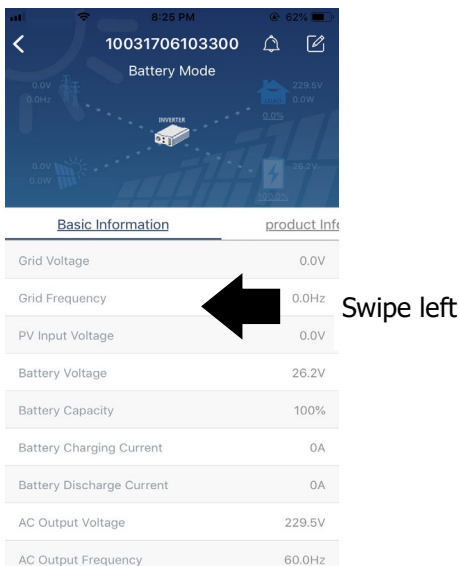 8:25 PM 62%
10031706103300
Battery Mode
0.0V
0.0Hz
229.5V
0.0W
LOAD
0.0%
INVERTER
0.0V
0.0W
26.2V
100.0%
Basic Information product Info
Grid Voltage 0.0V
Grid Frequency 0.0Hz
Swipe left
PV Input Voltage 0.0V
Battery Voltage 26.2V
Battery Capacity 100%
Battery Charging Current 0A
Battery Discharge Current 0A
AC Output Voltage 229.5V
AC Output Frequency 60.0Hz